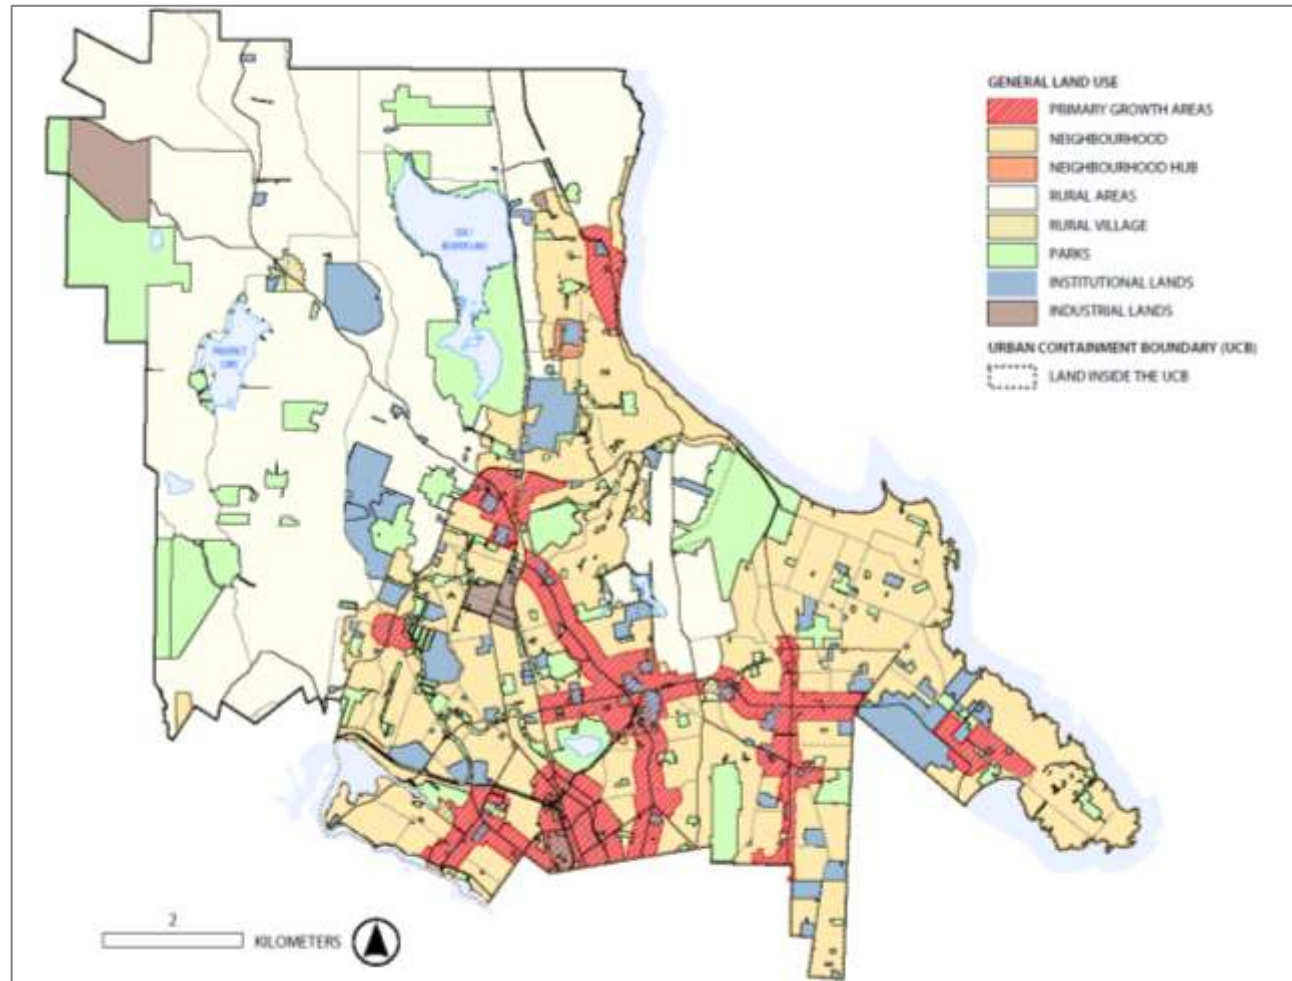 GENERAL LAND USE
PRIMARY GROWTH AREAS
NEIGHBOURHOOD
NEIGHBOURHOOD HUB
RURAL AREAS
RURAL VILLAGE
PARKS
INSTITUTIONAL LANDS
INDUSTRIAL LANDS
URBAN CONTAINMENT BOUNDARY (UCB)
LAND INSIDE THE UCB
LAKE
2
KILOMETERS